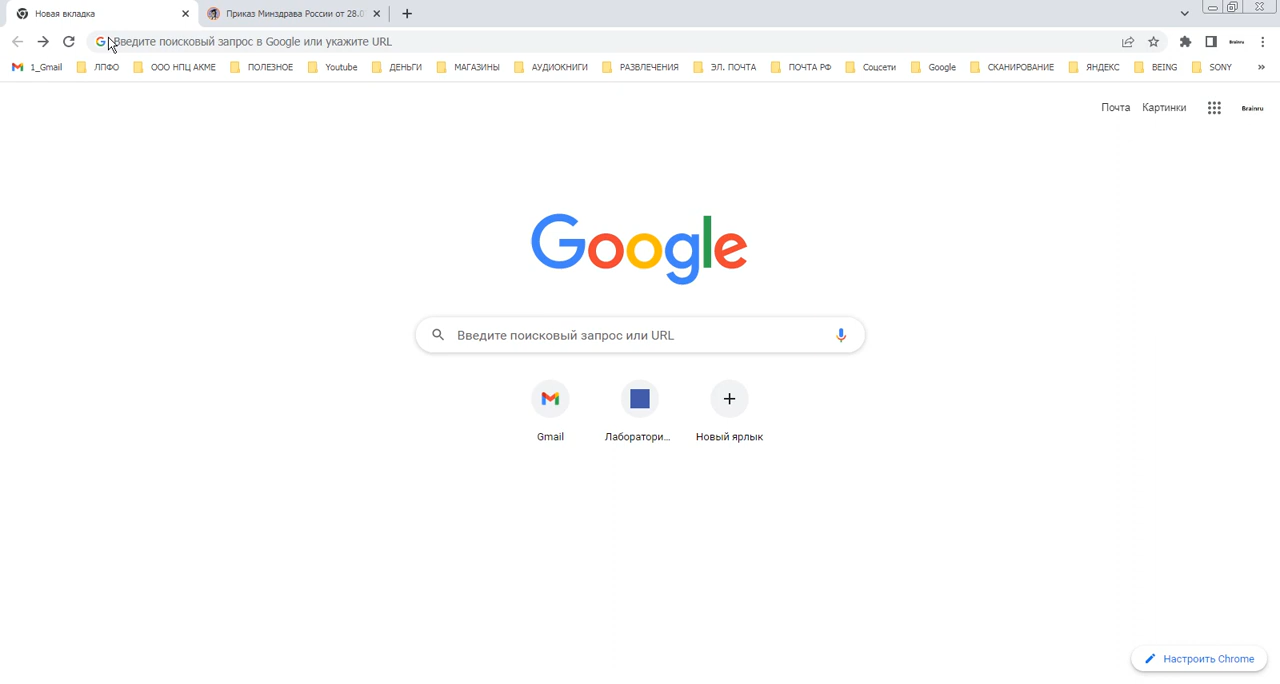 Новая вкладка
Приказ Минздрава России от 28.0
Введите поисковый запрос в Google или укажите URL
Brainru
1_Gmail ЛПФО ООО НПЦ АКМЕ ПОЛЕЗНОЕ Youtube ДЕНЬГИ МАГАЗИНЫ АУДИОКНИГИ РАЗВЛЕЧЕНИЯ ЭЛ. ПОЧТА ПОЧТА РФ Соцсети Google СКАНИРОВАНИЕ ЯНДЕКС BEING SONY »
Почта Картинки Brainru
Google
Введите поисковый запрос или URL
Gmail Лаборатори... Новый ярлык
Настроить Chrome